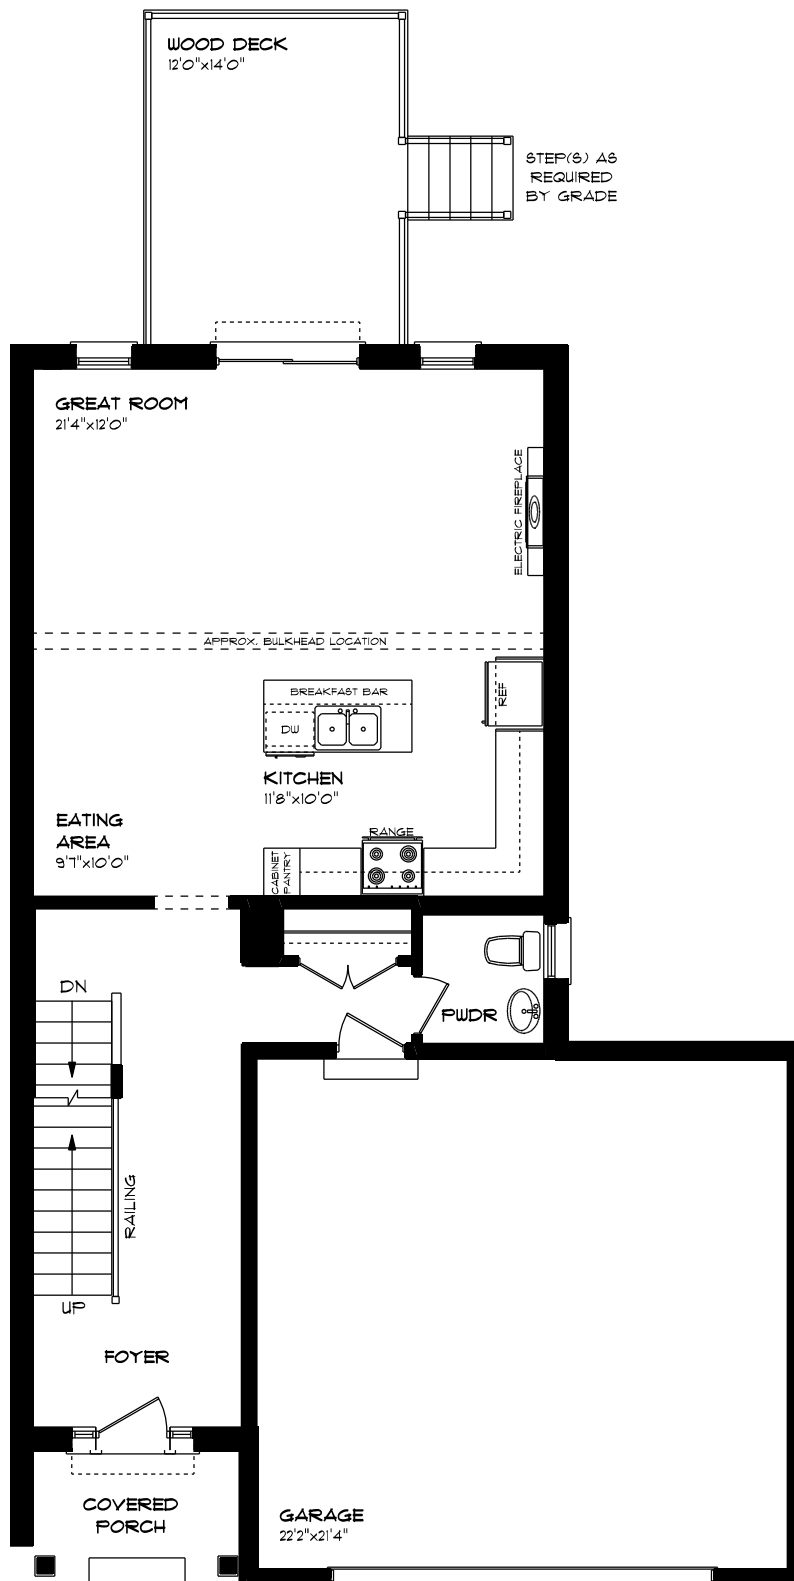 WOOD DECK
12'0"x14'0"
STEP(S) AS
REQUIRED
BY GRADE
GREAT ROOM
21'4"x12'0"
ELECTRIC FIREPLACE
APPROX. BULKHEAD LOCATION
REF
BREAKFAST BAR
DW
KITCHEN
11'8"x10'0"
EATING
AREA
9'7"x10'0"
RANGE
CABINET
PANTRY
DN
PWDR
RAILING
UP
FOYER
COVERED
PORCH
GARAGE
22'2"x21'4"